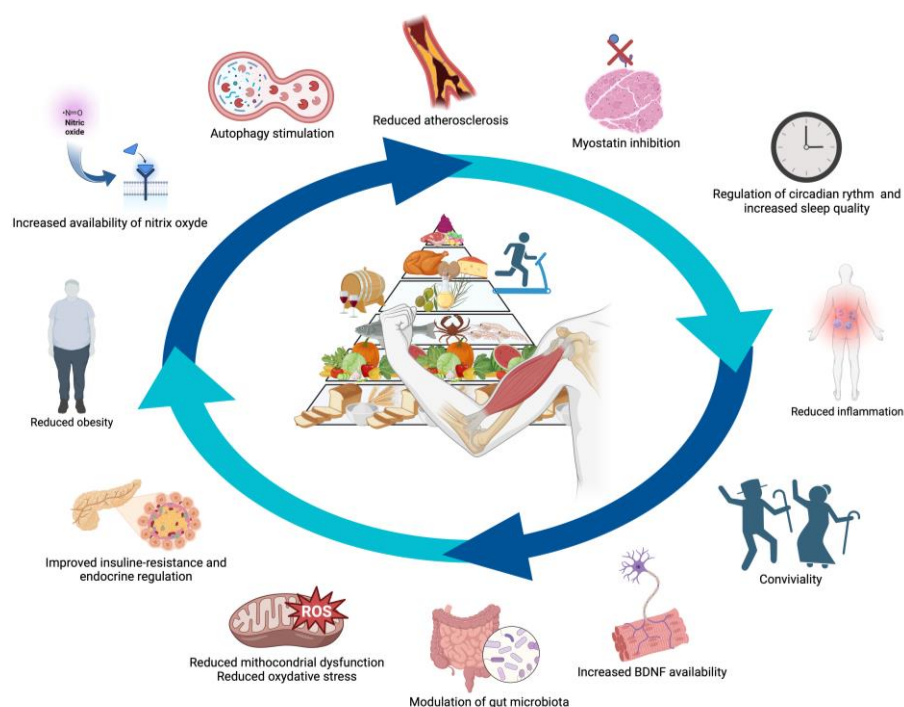 Autophagy stimulation
Reduced atherosclerosis
Myostatin inhibition
Regulation of circadian rythm and
increased sleep quality
•N=O
Nitric
oxide
Increased availability of nitrix oxyde
Reduced obesity
Reduced inflammation
Improved insuline-resistance and
endocrine regulation
Conviviality
ROS
Reduced mithocondrial dysfunction
Reduced oxydative stress
Modulation of gut microbiota
Increased BDNF availability